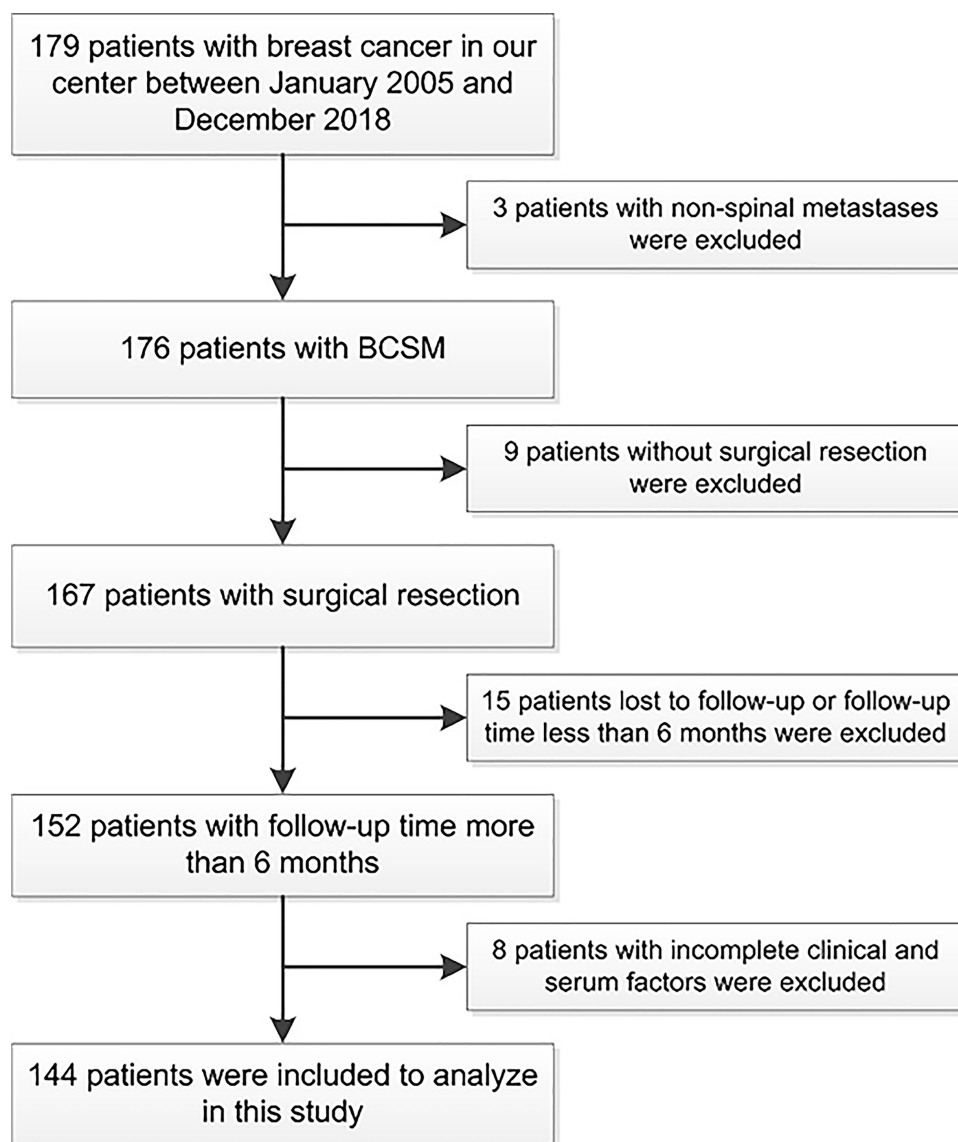 179 patients with breast cancer in our
center between January 2005 and
December 2018
3 patients with non-spinal metastases
were excluded
176 patients with BCSM
9 patients without surgical resection
were excluded
167 patients with surgical resection
15 patients lost to follow-up or follow-up
time less than 6 months were excluded
152 patients with follow-up time more
than 6 months
8 patients with incomplete clinical and
serum factors were excluded
144 patients were included to analyze
in this study